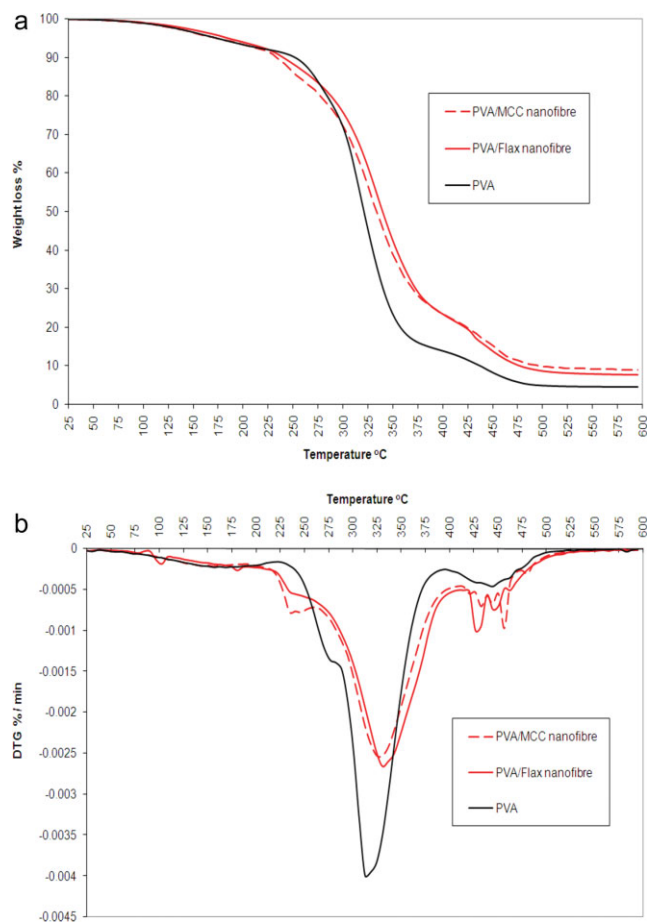 a
100
90
80
70
60
50
40
30
20
10
0
Weight loss %
PVA/MCC nanofibre
PVA/Flax nanofibre
PVA
25 50 75 100 125 150 175 200 225 250 275 300 325 350 375 400 425 450 475 500 525 550 575 600
Temperature ºC
b
Temperature ºC
25 50 75 100 125 150 175 200 225 250 275 300 325 350 375 400 425 450 475 500 525 550 575 600
0
-0.0005
-0.001
-0.0015
-0.002
-0.0025
-0.003
-0.0035
-0.004
-0.0045
DTG % / min
PVA/MCC nanofibre
PVA/Flax nanofibre
PVA